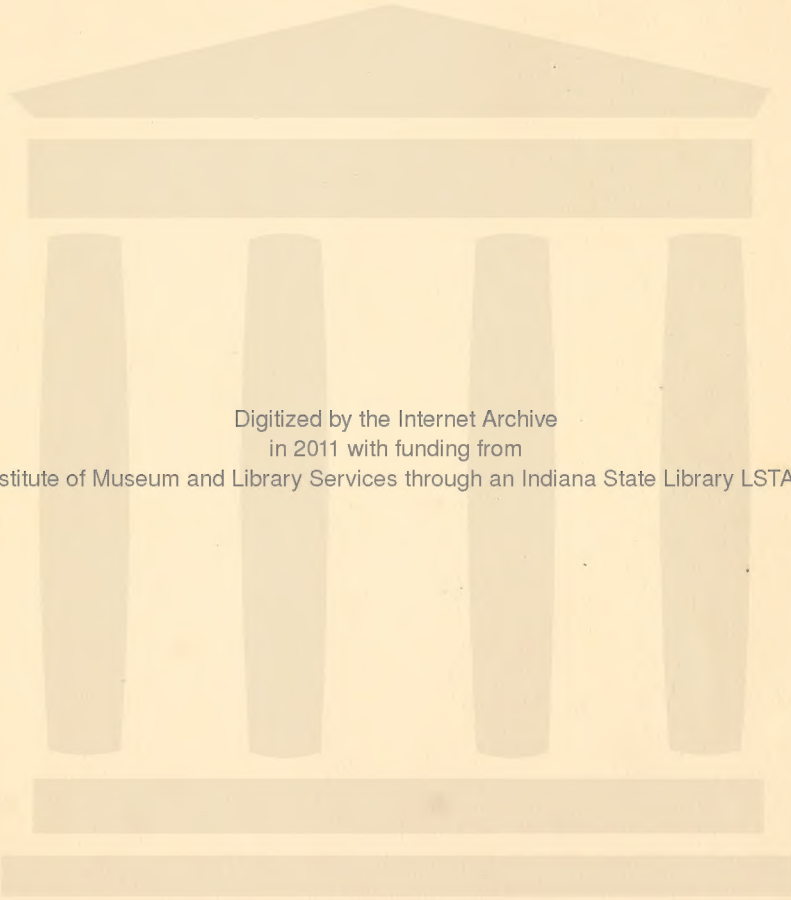 Digitized by the Internet Archive
in 2011 with funding from
stitute of Museum and Library Services through an Indiana State Library LSTA